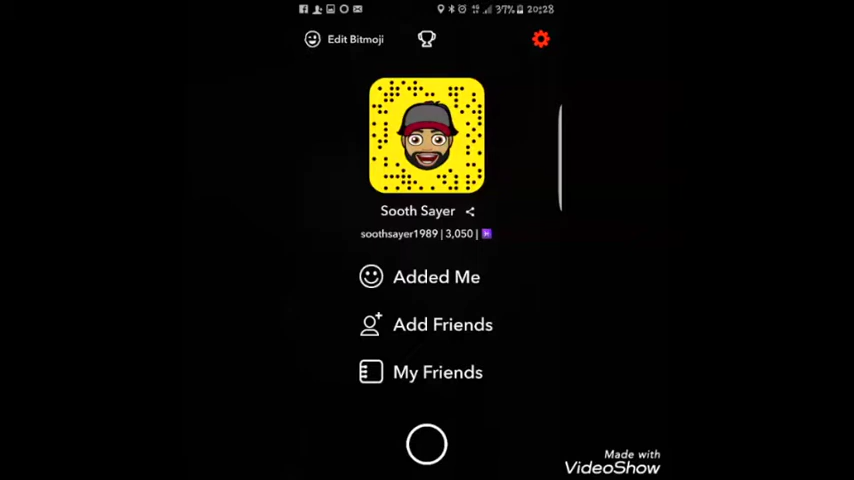 37% 20:28
Edit Bitmoji
Sooth Sayer
soothsayer1989 | 3,050 |
Added Me
Add Friends
My Friends
Made with
VideoShow